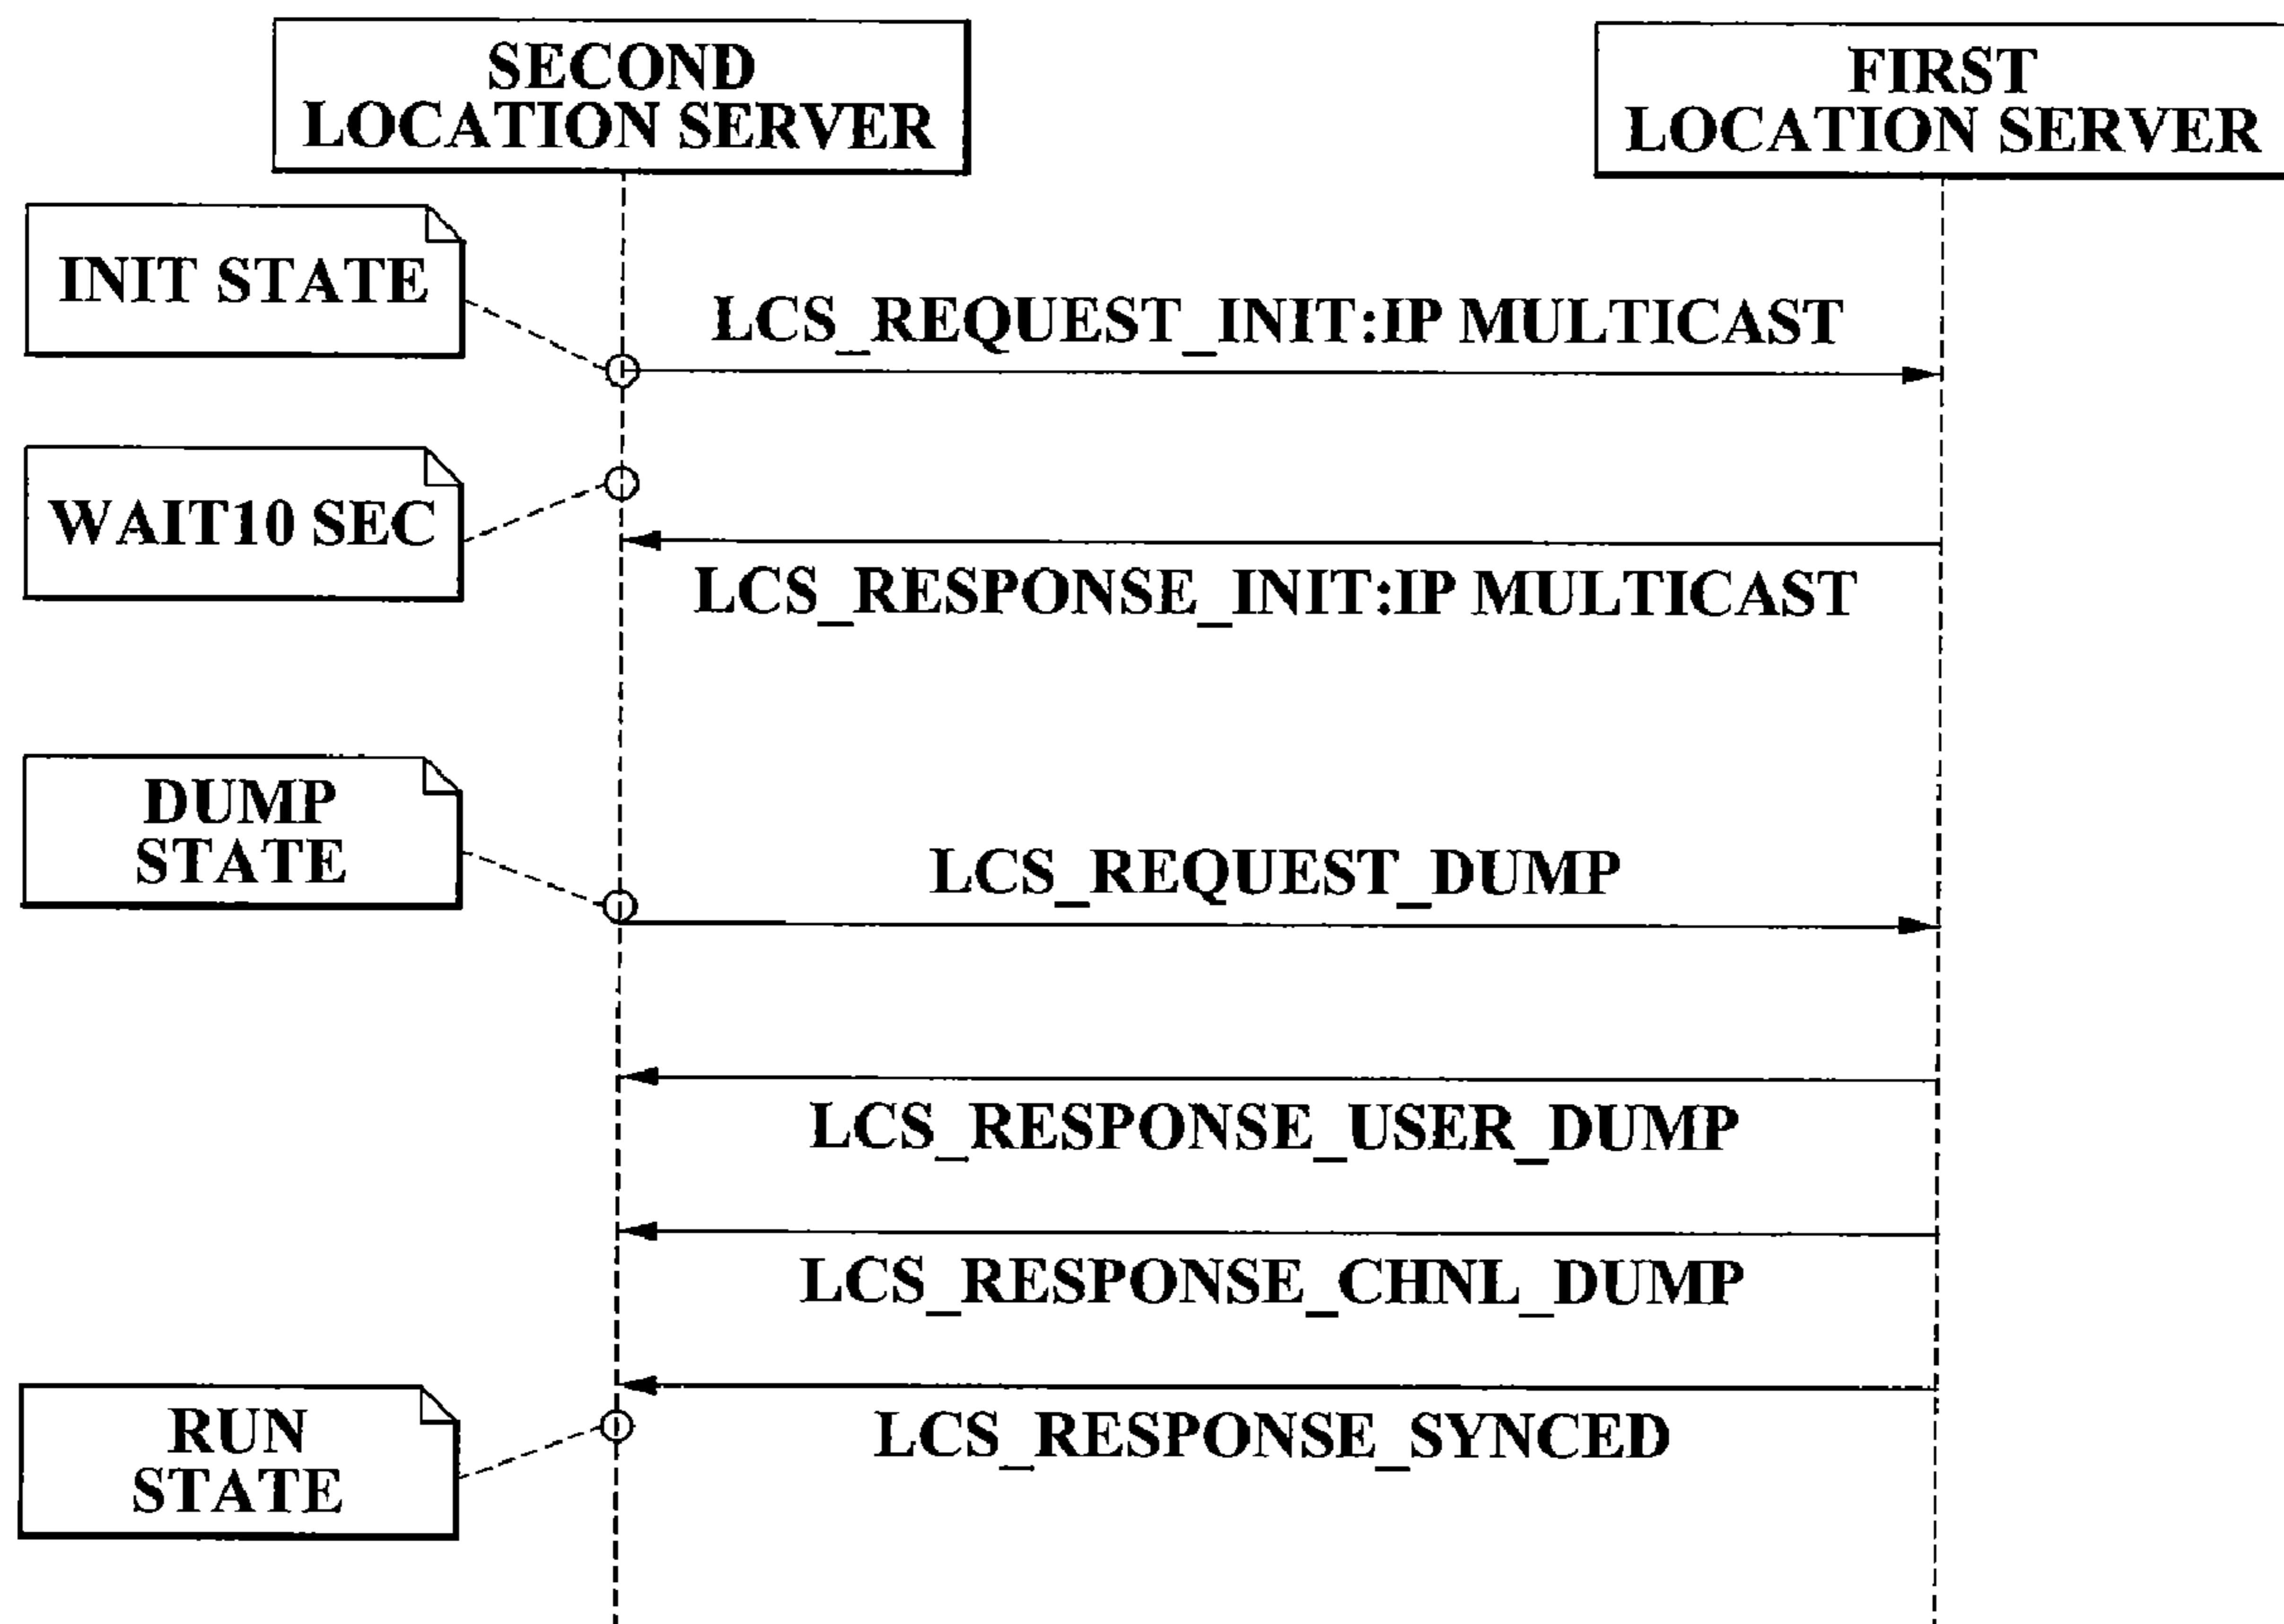 SECOND
LOCATION SERVER
FIRST
LOCATION SERVER
INIT STATE
LCS_REQUEST_INIT:IP MULTICAST
WAIT10 SEC
LCS_RESPONSE_INIT:IP MULTICAST
DUMP
STATE
LCS_REQUEST_DUMP
LCS_RESPONSE_USER_DUMP
LCS_RESPONSE_CHNL_DUMP
RUN
STATE
LCS_RESPONSE_SYNCED